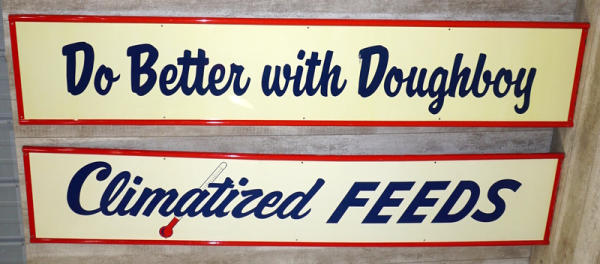 Do Better with Doughboy
Climatized FEEDS